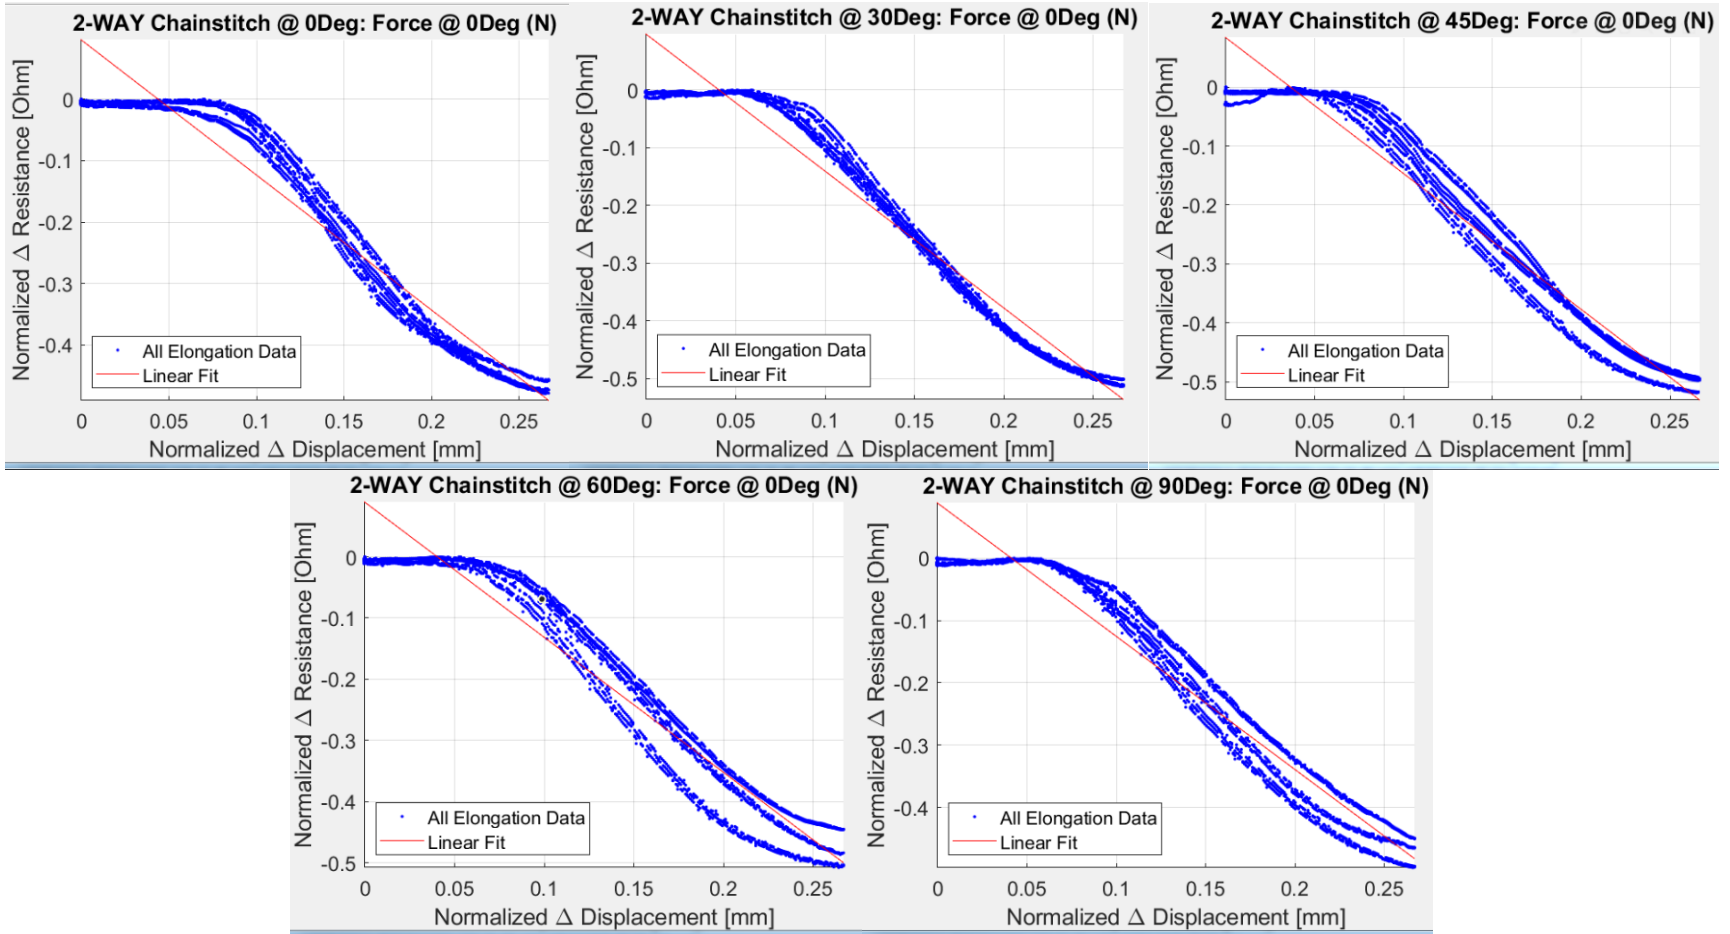 2-WAY Chainstitch @ 0Deg: Force @ 0Deg (N)
Normalized Δ Resistance [Ohm]
0
-0.1
-0.2
-0.3
-0.4
All Elongation Data
Linear Fit
0 0.05 0.1 0.15 0.2 0.25
Normalized Δ Displacement [mm]
2-WAY Chainstitch @ 30Deg: Force @ 0Deg (N)
Normalized Δ Resistance [Ohm]
0
-0.1
-0.2
-0.3
-0.4
-0.5
All Elongation Data
Linear Fit
0 0.05 0.1 0.15 0.2 0.25
Normalized Δ Displacement [mm]
2-WAY Chainstitch @ 45Deg: Force @ 0Deg (N)
Normalized Δ Resistance [Ohm]
0
-0.1
-0.2
-0.3
-0.4
-0.5
All Elongation Data
Linear Fit
0 0.05 0.1 0.15 0.2 0.25
Normalized Δ Displacement [mm]
2-WAY Chainstitch @ 60Deg: Force @ 0Deg (N)
Normalized Δ Resistance [Ohm]
0
-0.1
-0.2
-0.3
-0.4
-0.5
All Elongation Data
Linear Fit
0 0.05 0.1 0.15 0.2 0.25
Normalized Δ Displacement [mm]
2-WAY Chainstitch @ 90Deg: Force @ 0Deg (N)
Normalized Δ Resistance [Ohm]
0
-0.1
-0.2
-0.3
-0.4
All Elongation Data
Linear Fit
0 0.05 0.1 0.15 0.2 0.25
Normalized Δ Displacement [mm]